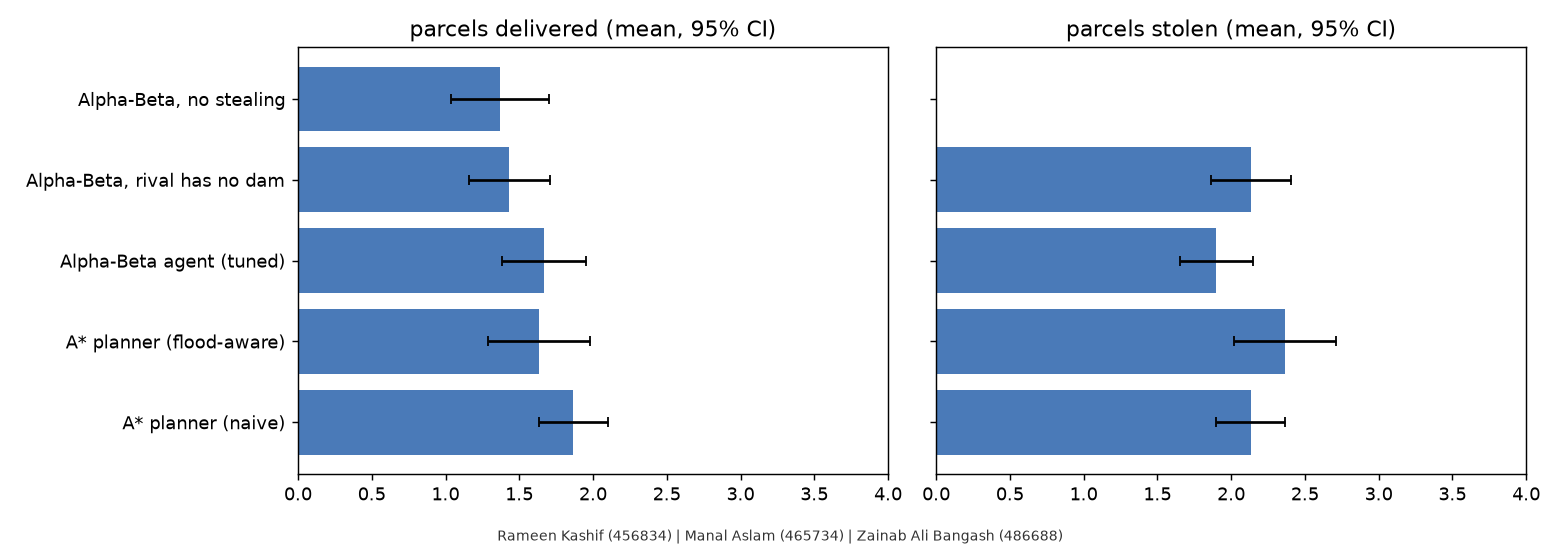 parcels delivered (mean, 95% CI)
parcels stolen (mean, 95% CI)
Alpha-Beta, no stealing
Alpha-Beta, rival has no dam
Alpha-Beta agent (tuned)
A* planner (flood-aware)
A* planner (naive)
0.0 0.5 1.0 1.5 2.0 2.5 3.0 3.5 4.0
0.0 0.5 1.0 1.5 2.0 2.5 3.0 3.5 4.0
Rameen Kashif (456834) | Manal Aslam (465734) | Zainab Ali Bangash (486688)